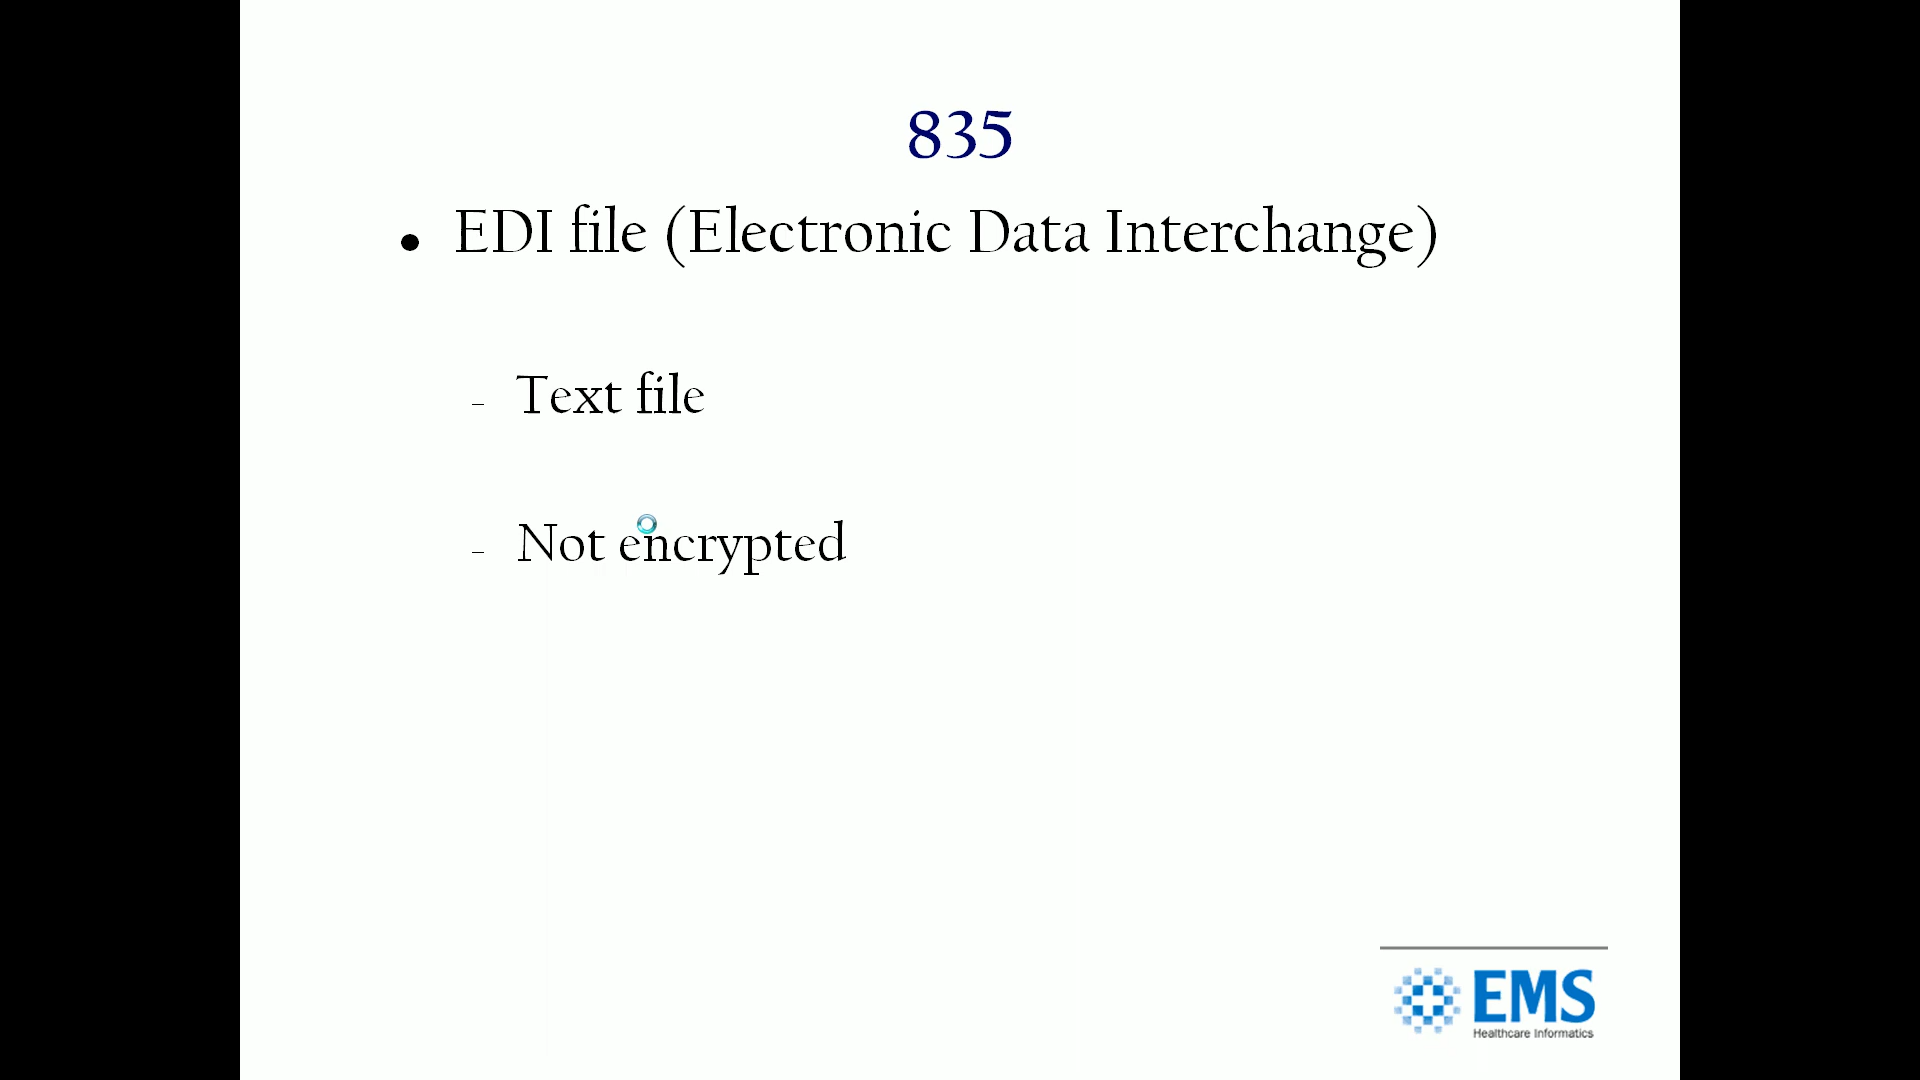 835
• EDI file (Electronic Data Interchange)
– Text file
– Not encrypted
EMS
Healthcare Informatics